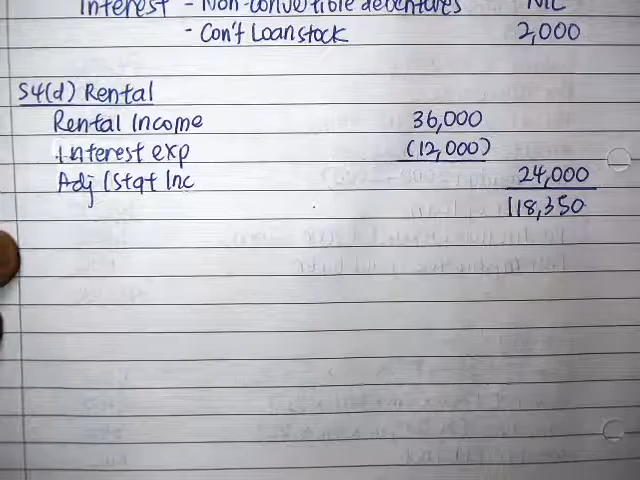 Interest - Non-convertible debentures NIL
- Con't Loanstock 2,000
S4(d) Rental
Rental Income 36,000
Interest exp (12,000)
Adj/Stat Inc 24,000
118,350